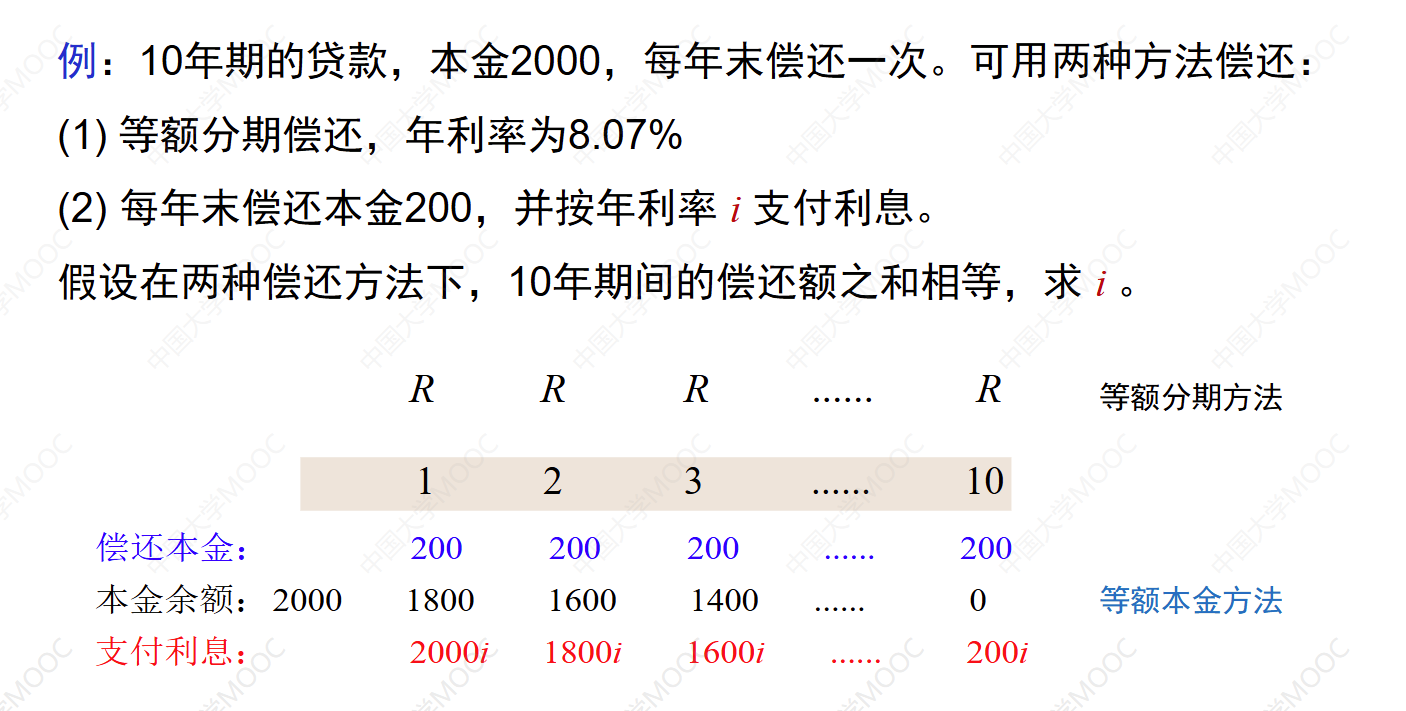 例：10年期的贷款，本金2000，每年末偿还一次。可用两种方法偿还：
(1) 等额分期偿还，年利率为8.07%
(2) 每年末偿还本金200，并按年利率 i 支付利息。
假设在两种偿还方法下，10年期间的偿还额之和相等，求 i 。
R R R ...... R 等额分期方法
1 2 3 ...... 10
偿还本金： 200 200 200 ...... 200
本金余额：2000 1800 1600 1400 ...... 0 等额本金方法
支付利息： 2000i 1800i 1600i ...... 200i
中国大学MOOC